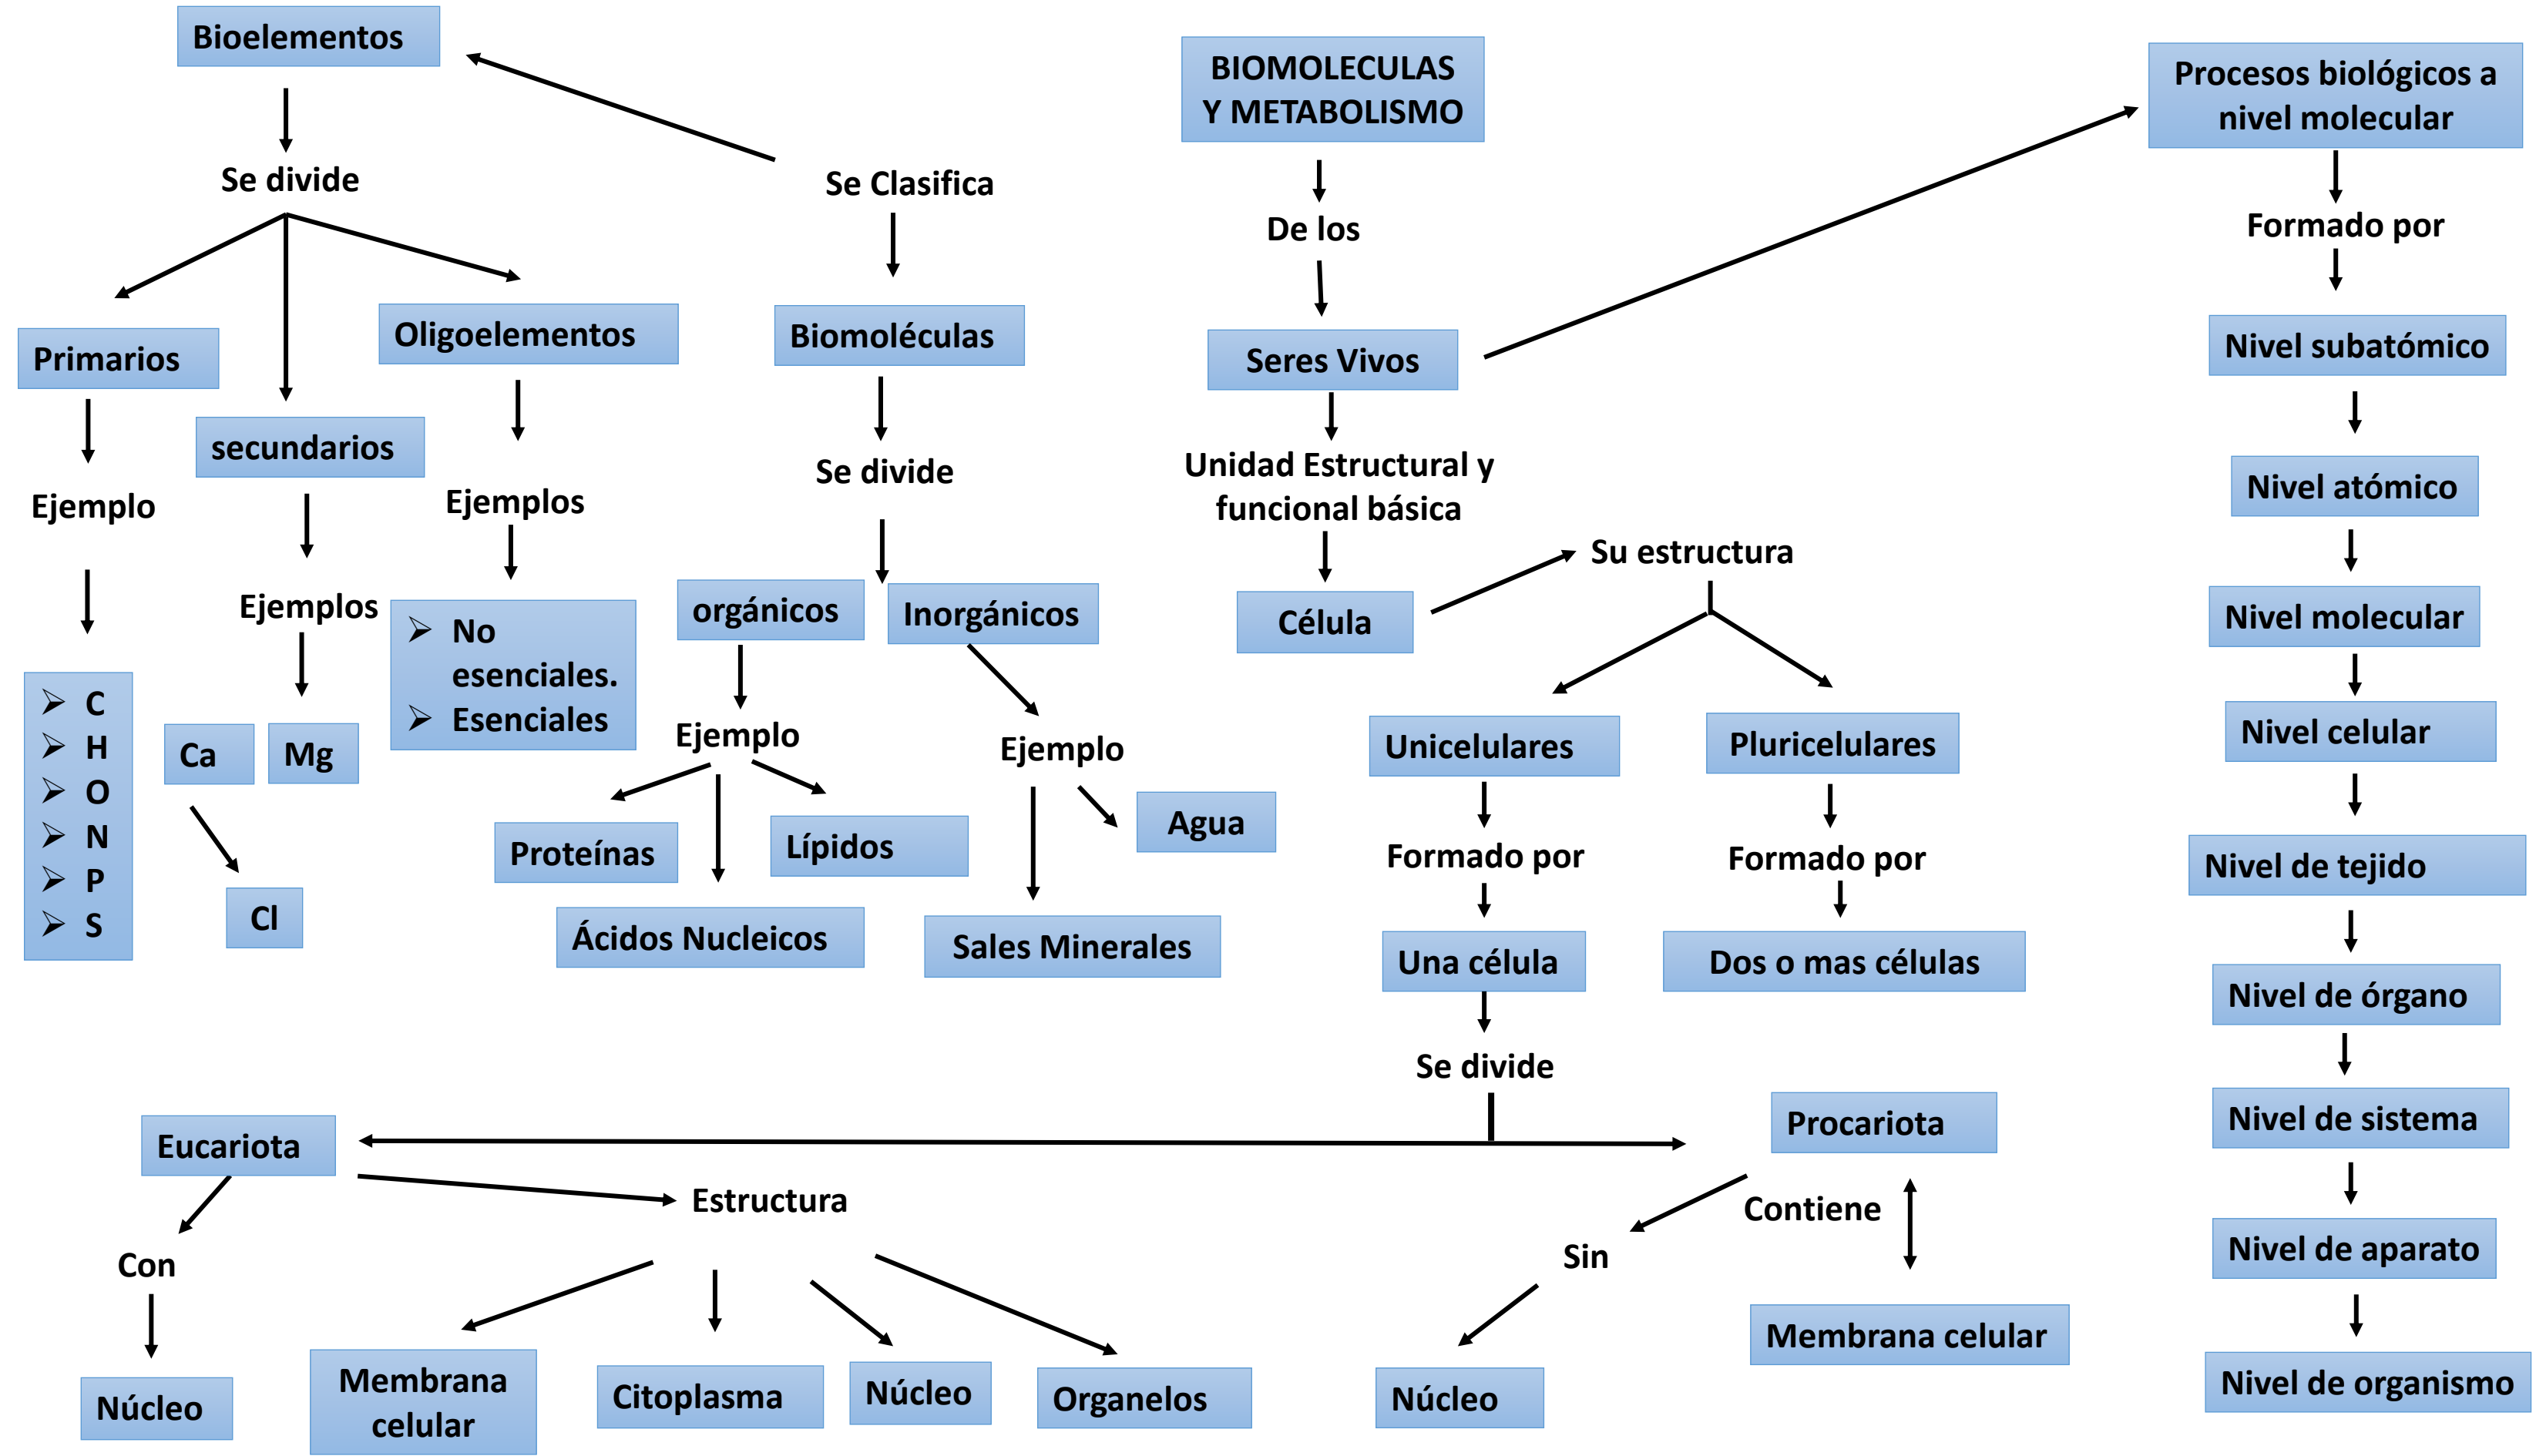 Bioelementos
Se divide
Primarios
secundarios
Oligoelementos
Ejemplo
Ejemplos
Ejemplos
C
H
O
N
P
S
Ca
Mg
Cl
No
esenciales.
Esenciales
Se Clasifica
Biomoléculas
Se divide
orgánicos
Inorgánicos
Ejemplo
Ejemplo
Proteínas
Lípidos
Ácidos Nucleicos
Agua
Sales Minerales
BIOMOLECULAS
Y METABOLISMO
De los
Seres Vivos
Unidad Estructural y
funcional básica
Célula
Su estructura
Unicelulares
Pluricelulares
Formado por
Formado por
Una célula
Dos o mas células
Se divide
Eucariota
Procariota
Con
Núcleo
Estructura
Membrana
celular
Citoplasma
Núcleo
Organelos
Contiene
Sin
Núcleo
Membrana celular
Procesos biológicos a
nivel molecular
Formado por
Nivel subatómico
Nivel atómico
Nivel molecular
Nivel celular
Nivel de tejido
Nivel de órgano
Nivel de sistema
Nivel de aparato
Nivel de organismo